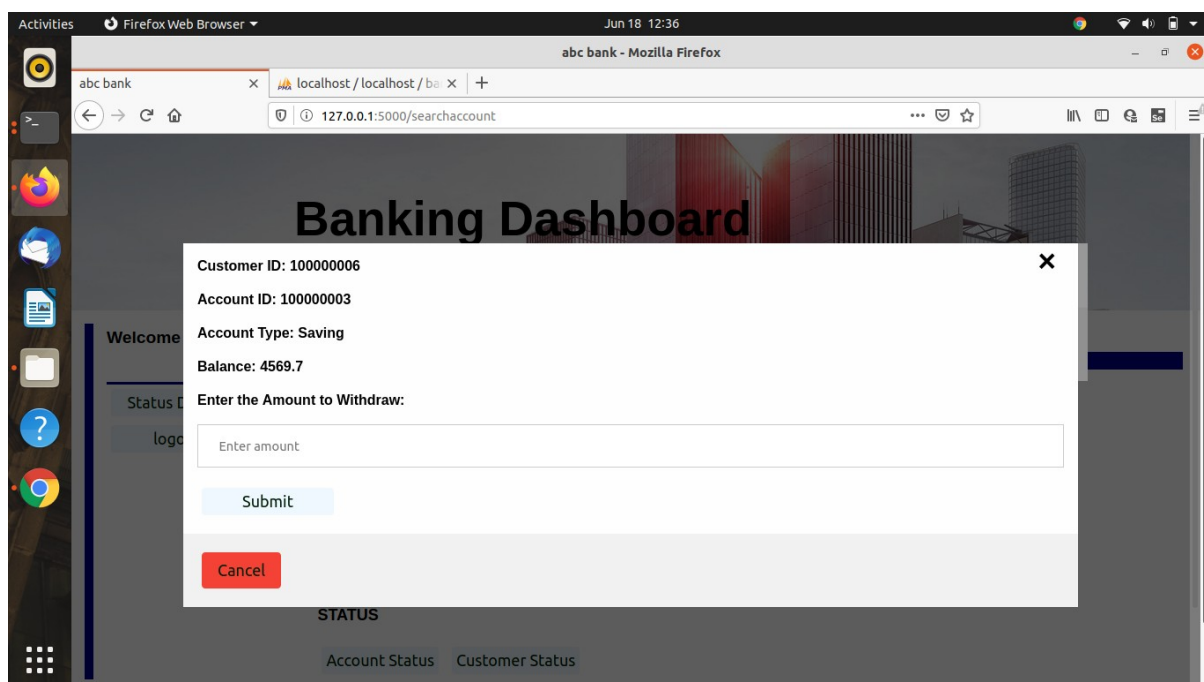 Activities Firefox Web Browser Jun 18 12:36
abc bank - Mozilla Firefox
abc bank localhost / localhost / ba
127.0.0.1:5000/searchaccount
Banking Dashboard
Customer ID: 100000006
Account ID: 100000003
Account Type: Saving
Welcome
Balance: 4569.7
Enter the Amount to Withdraw:
Status D
logo
Enter amount
Submit
Cancel
STATUS
Account Status Customer Status